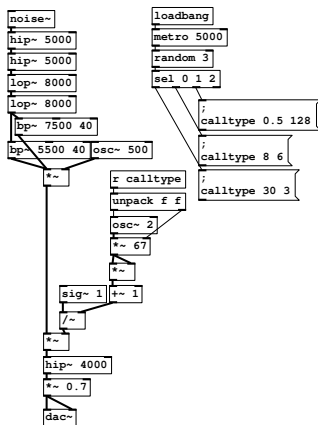 noise~
hip~ 5000
hip~ 5000
lop~ 8000
lop~ 8000
bp~ 7500 40
bp~ 5500 40
osc~ 500
*~
loadbang
metro 5000
random 3
sel 0 1 2
;
calltype 0.5 128
;
calltype 8 6
;
calltype 30 3
r calltype
unpack f f
osc~ 2
*~ 67
*~
sig~ 1
+~ 1
/~
*~
hip~ 4000
*~ 0.7
dac~